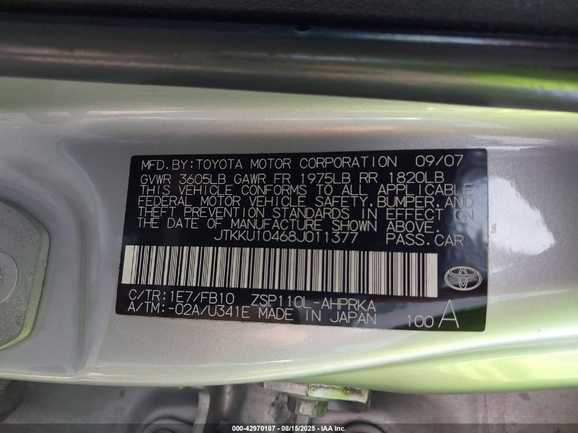 MFD.BY:TOYOTA MOTOR CORPORATION 09/07
GVWR 3605LB GAWR FR 1975LB RR 1820LB
THIS VEHICLE CONFORMS TO ALL APPLICABLE
FEDERAL MOTOR VEHICLE SAFETY, BUMPER, AND
THEFT PREVENTION STANDARDS IN EFFECT ON
THE DATE OF MANUFACTURE SHOWN ABOVE.
JTKKU10468J011377 PASS.CAR
C/TR:1E7/FB10 ZSP110L-AHPRKA
A/TM:-02A/U341E MADE IN JAPAN 100 A
TOYOTA
000-42970187 - 08/15/2025 - © IAA Inc.